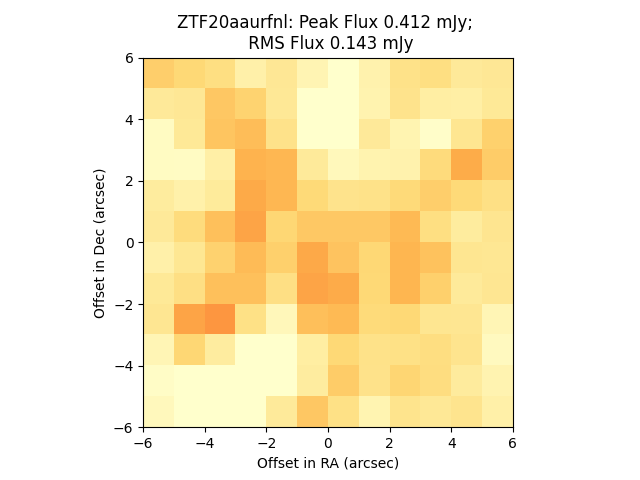 ZTF20aaurfnl: Peak Flux 0.412 mJy;
RMS Flux 0.143 mJy
6
4
2
0
−2
−4
−6
Offset in Dec (arcsec)
−6 −4 −2 0 2 4 6
Offset in RA (arcsec)